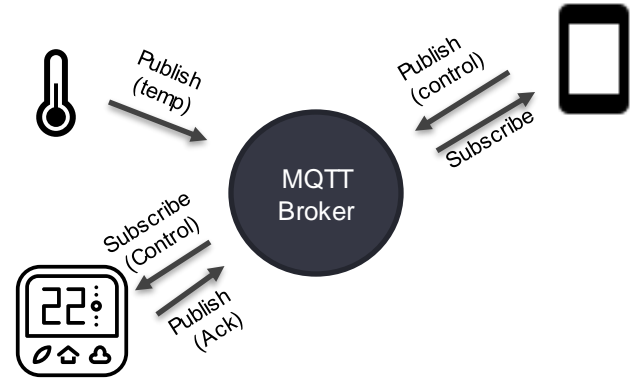 Publish
(temp)
Publish
(control)
Subscribe
MQTT
Broker
Subscribe
(Control)
22
Publish
(Ack)